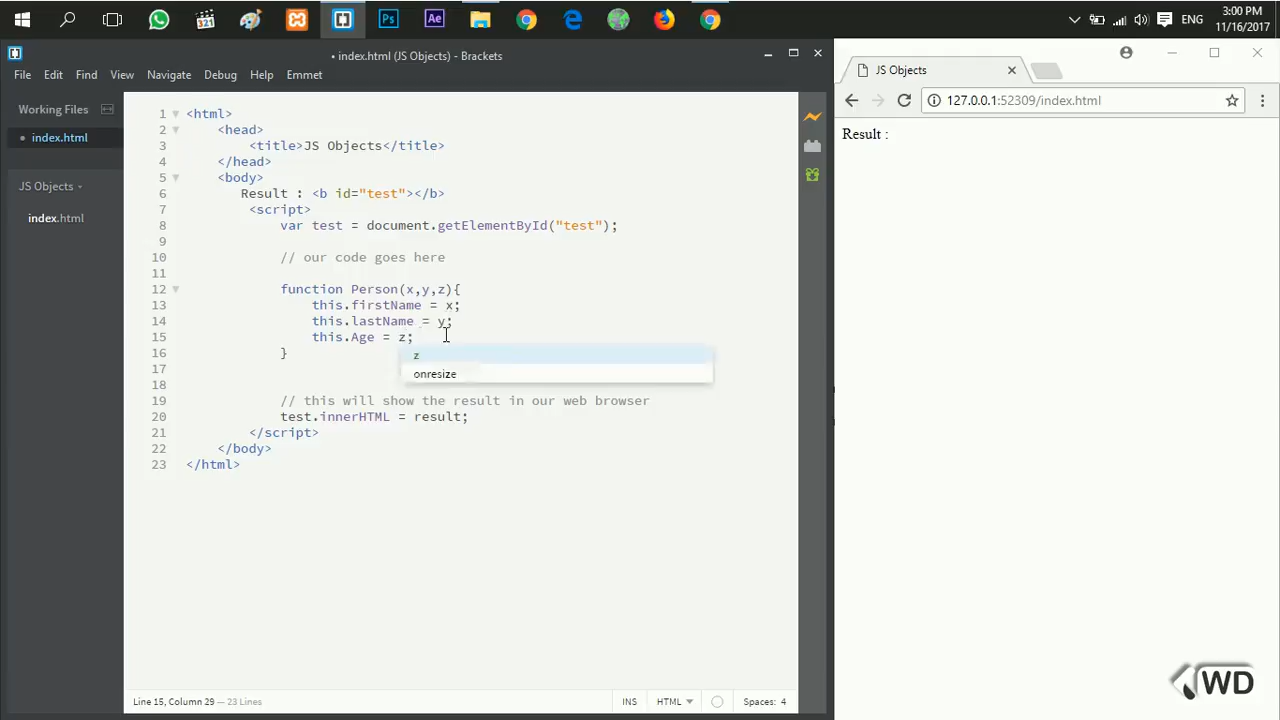 Ps
Ae
ENG
3:00 PM
11/16/2017
• index.html (JS Objects) - Brackets
File Edit Find View Navigate Debug Help Emmet
Working Files
• index.html
JS Objects
index.html
1 <html>
2 <head>
3 <title>JS Objects</title>
4 </head>
5 <body>
6 Result : <b id="test"></b>
7 <script>
8 var test = document.getElementById("test");
9
10 // our code goes here
11
12 function Person(x,y,z){
13 this.firstName = x;
14 this.lastName = y;
15 this.Age = z;
16 }
17
18
19 // this will show the result in our web browser
20 test.innerHTML = result;
21 </script>
22 </body>
23 </html>
z
onresize
Line 15, Column 29 — 23 Lines
INS HTML Spaces: 4
JS Objects
127.0.0.1:52309/index.html
Result :
WD